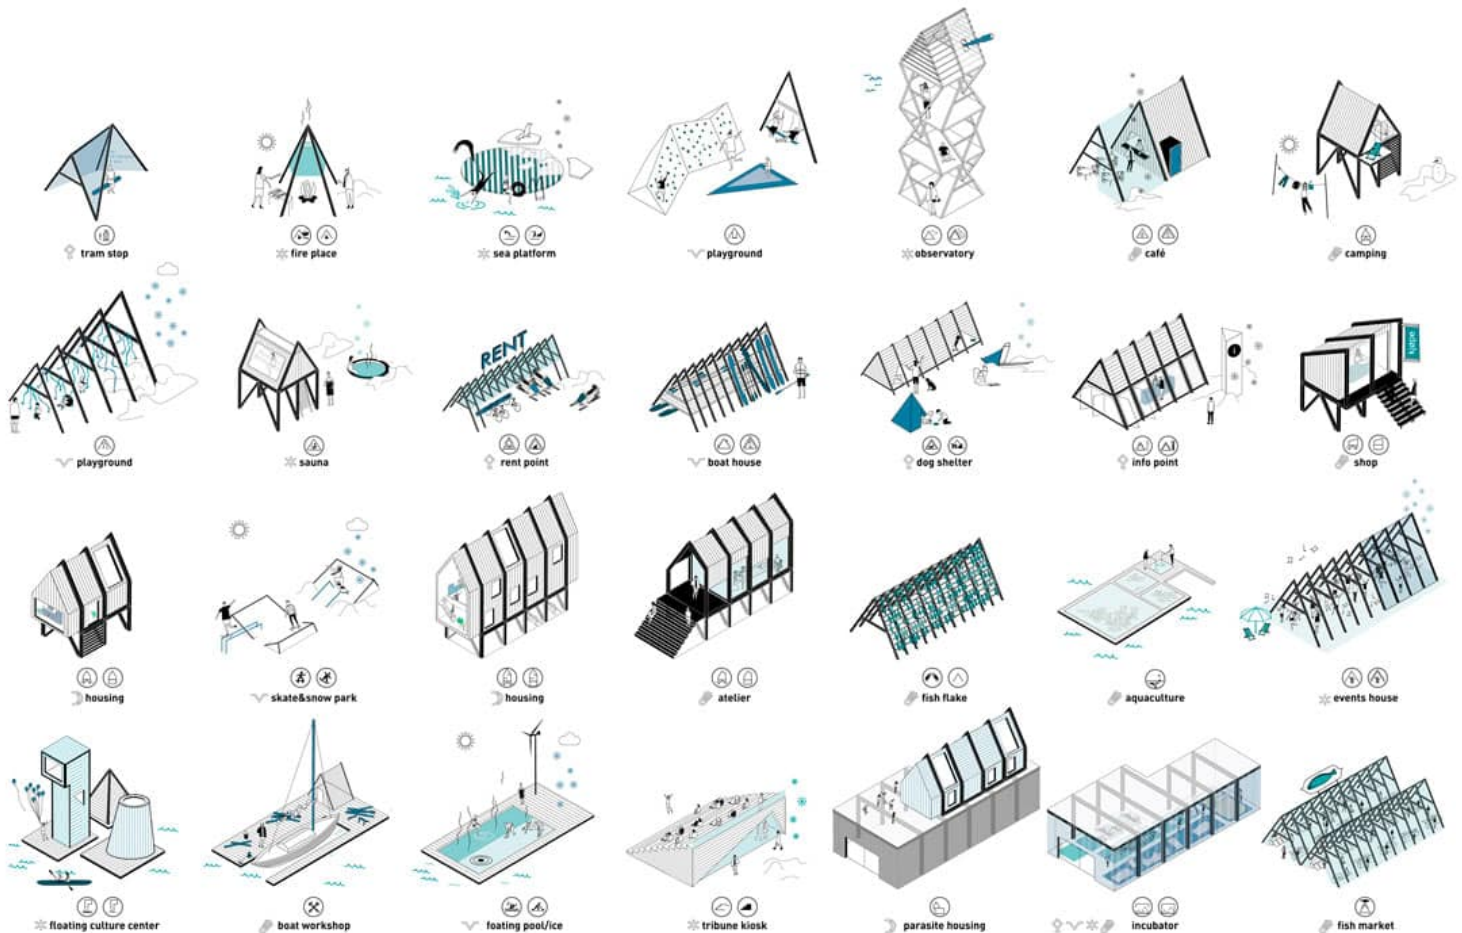 tram stop
fire place
sea platform
playground
observatory
café
camping
playground
sauna
RENT
rent point
boat house
dog shelter
info point
shop
housing
skate&snow park
housing
atelier
fish flake
aquaculture
events house
floating culture center
boat workshop
foating pool/ice
tribune kiosk
parasite housing
incubator
fish market